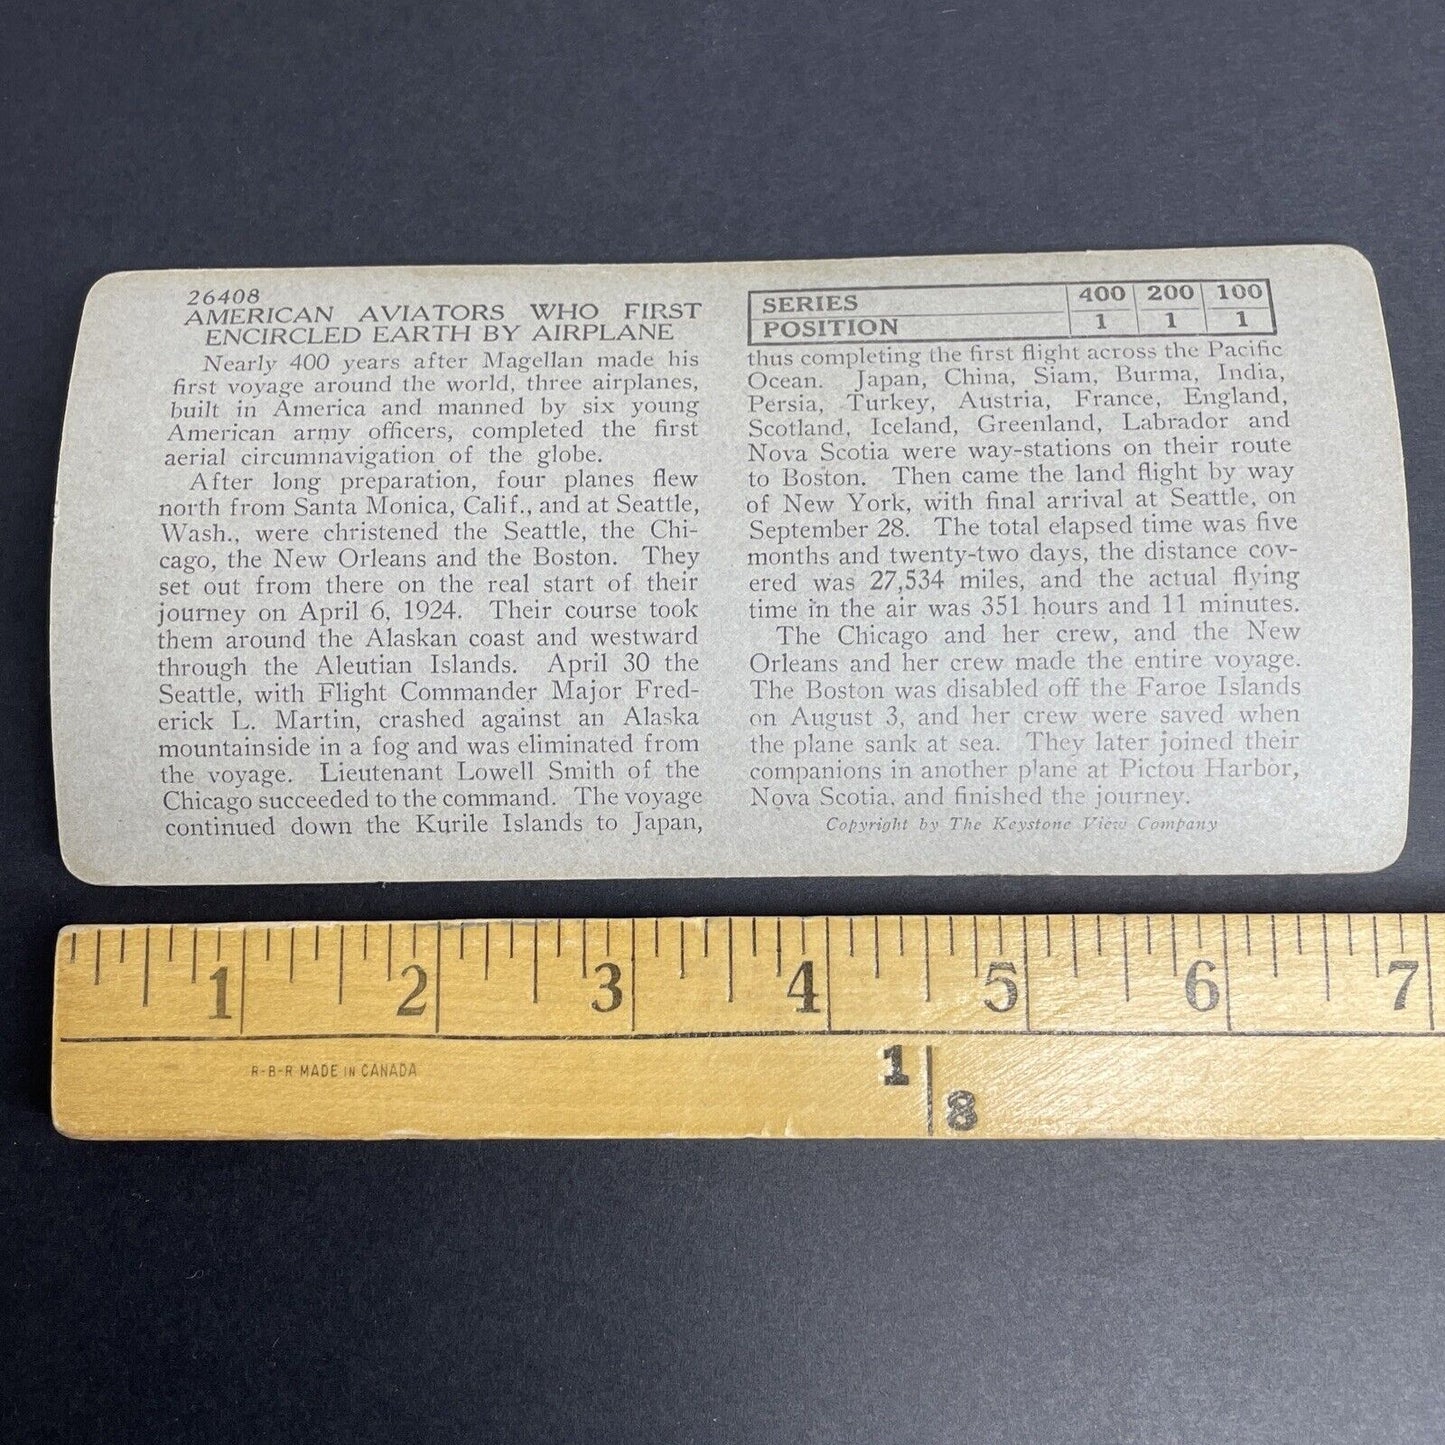 26408
AMERICAN AVIATORS WHO FIRST
ENCIRCLED EARTH BY AIRPLANE
Nearly 400 years after Magellan made his
first voyage around the world, three airplanes,
built in America and manned by six young
American army officers, completed the first
aerial circumnavigation of the globe.
After long preparation, four planes flew
north from Santa Monica, Calif., and at Seattle,
Wash., were christened the Seattle, the Chi-
cago, the New Orleans and the Boston. They
set out from there on the real start of their
journey on April 6, 1924. Their course took
them around the Alaskan coast and westward
through the Aleutian Islands. April 30 the
Seattle, with Flight Commander Major Fred-
erick L. Martin, crashed against an Alaska
mountainside in a fog and was eliminated from
the voyage. Lieutenant Lowell Smith of the
Chicago succeeded to the command. The voyage
continued down the Kurile Islands to Japan,
SERIES 400 200 100
POSITION 1 1 1
thus completing the first flight across the Pacific
Ocean. Japan, China, Siam, Burma, India,
Persia, Turkey, Austria, France, England,
Scotland, Iceland, Greenland, Labrador and
Nova Scotia were way-stations on their route
to Boston. Then came the land flight by way
of New York, with final arrival at Seattle, on
September 28. The total elapsed time was five
months and twenty-two days, the distance cov-
ered was 27,534 miles, and the actual flying
time in the air was 351 hours and 11 minutes.
The Chicago and her crew, and the New
Orleans and her crew made the entire voyage.
The Boston was disabled off the Faroe Islands
on August 3, and her crew were saved when
the plane sank at sea. They later joined their
companions in another plane at Pictou Harbor,
Nova Scotia, and finished the journey.
Copyright by The Keystone View Company
1 2 3 4 5 6 7
R-B-R MADE IN CANADA
1 8